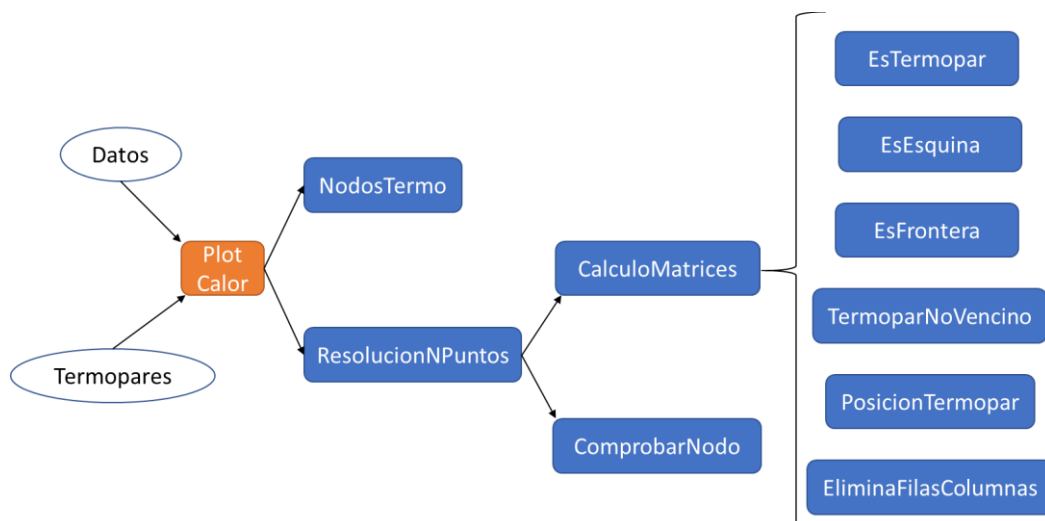 Datos
Termopares
Plot
Calor
NodosTermo
ResolucionNPuntos
CalculoMatrices
ComprobarNodo
EsTermopar
EsEsquina
EsFrontera
TermoparNoVencino
PosicionTermopar
EliminaFilasColumnas